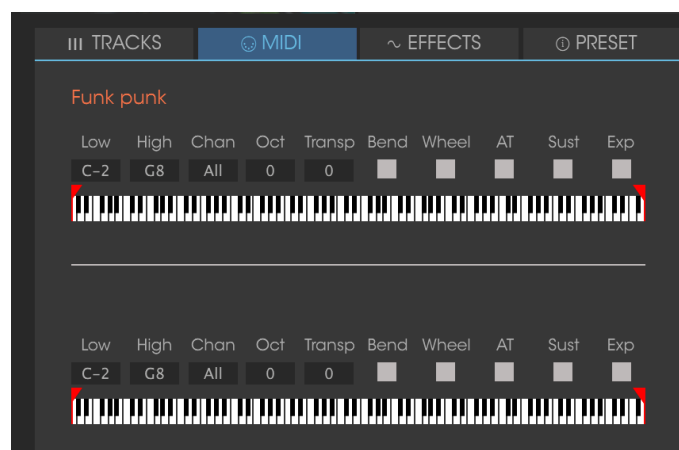 TRACKS MIDI EFFECTS PRESET
Funk punk
Low High Chan Oct Transp Bend Wheel AT Sust Exp
C-2 G8 All 0 0
Low High Chan Oct Transp Bend Wheel AT Sust Exp
C-2 G8 All 0 0